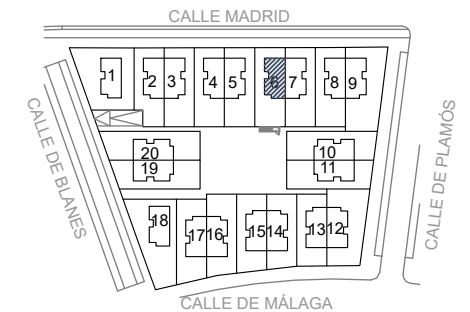 CALLE MADRID
1 2 3 4 5 6 7 8 9
CALLE DE BLANES
CALLE DE PLAMÓS
20 10
19 11
18 17 16 15 14 13 12
CALLE DE MÁLAGA